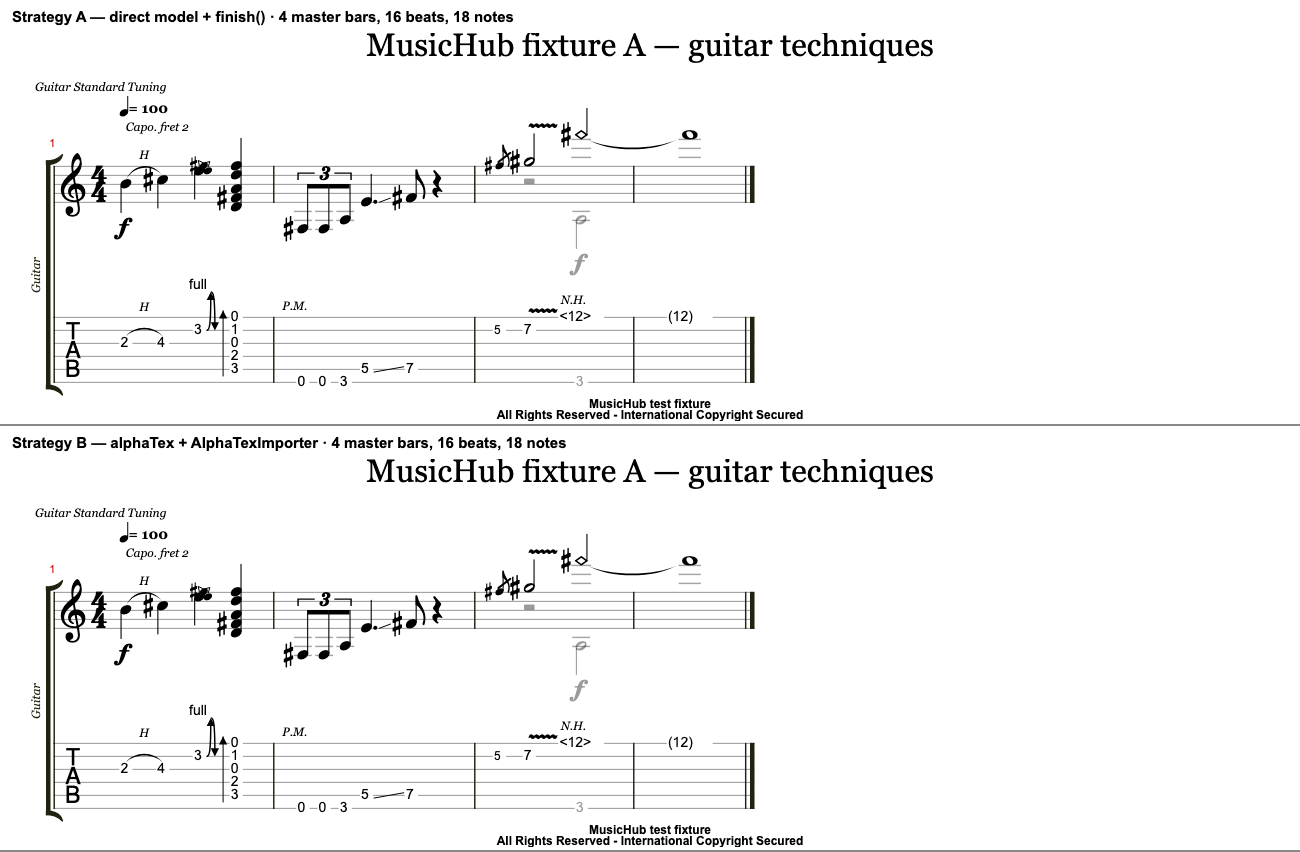 Strategy A — direct model + finish() · 4 master bars, 16 beats, 18 notes
MusicHub fixture A — guitar techniques
Guitar Standard Tuning
= 100
Capo. fret 2
1
H
3
4
4
f
f
Guitar
full
H
P.M.
N.H.
T
A
B
2 4 3 0
1
0
2
3
0 0 3 5 7
5 7 <12> (12)
3
MusicHub test fixture
All Rights Reserved - International Copyright Secured
Strategy B — alphaTex + AlphaTexImporter · 4 master bars, 16 beats, 18 notes
MusicHub fixture A — guitar techniques
Guitar Standard Tuning
= 100
Capo. fret 2
1
H
3
4
4
f
f
Guitar
full
H
P.M.
N.H.
T
A
B
2 4 3 0
1
0
2
3
0 0 3 5 7
5 7 <12> (12)
3
MusicHub test fixture
All Rights Reserved - International Copyright Secured